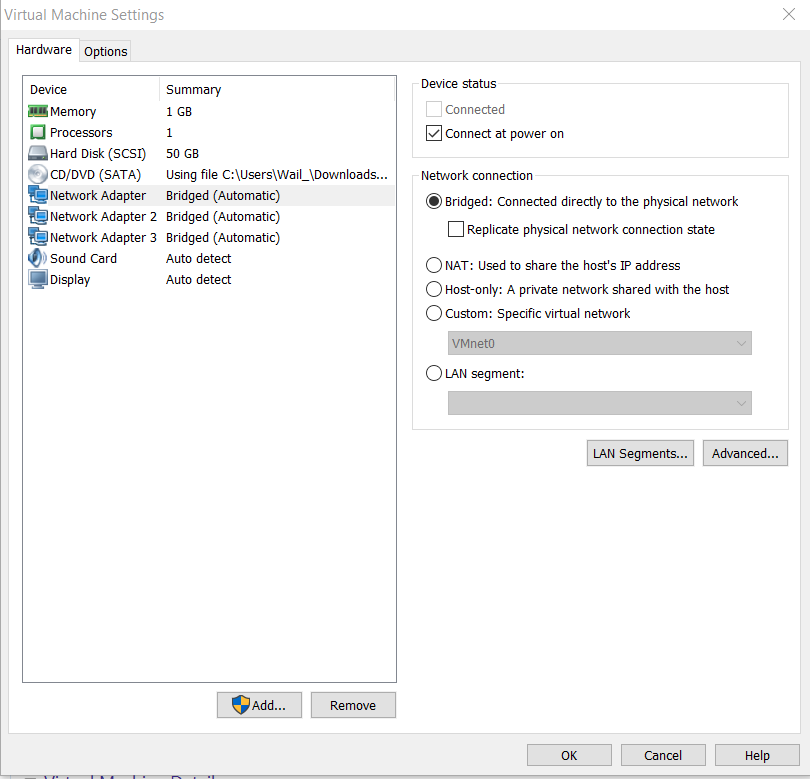 Virtual Machine Settings
Hardware
Options
Device Summary
Memory 1 GB
Processors 1
Hard Disk (SCSI) 50 GB
CD/DVD (SATA) Using file C:\Users\Wail_\Downloads...
Network Adapter Bridged (Automatic)
Network Adapter 2 Bridged (Automatic)
Network Adapter 3 Bridged (Automatic)
Sound Card Auto detect
Display Auto detect
Add...
Remove
Device status
Connected
Connect at power on
Network connection
Bridged: Connected directly to the physical network
Replicate physical network connection state
NAT: Used to share the host's IP address
Host-only: A private network shared with the host
Custom: Specific virtual network
VMnet0
LAN segment:
LAN Segments...
Advanced...
OK
Cancel
Help
Virtual Machine Detail